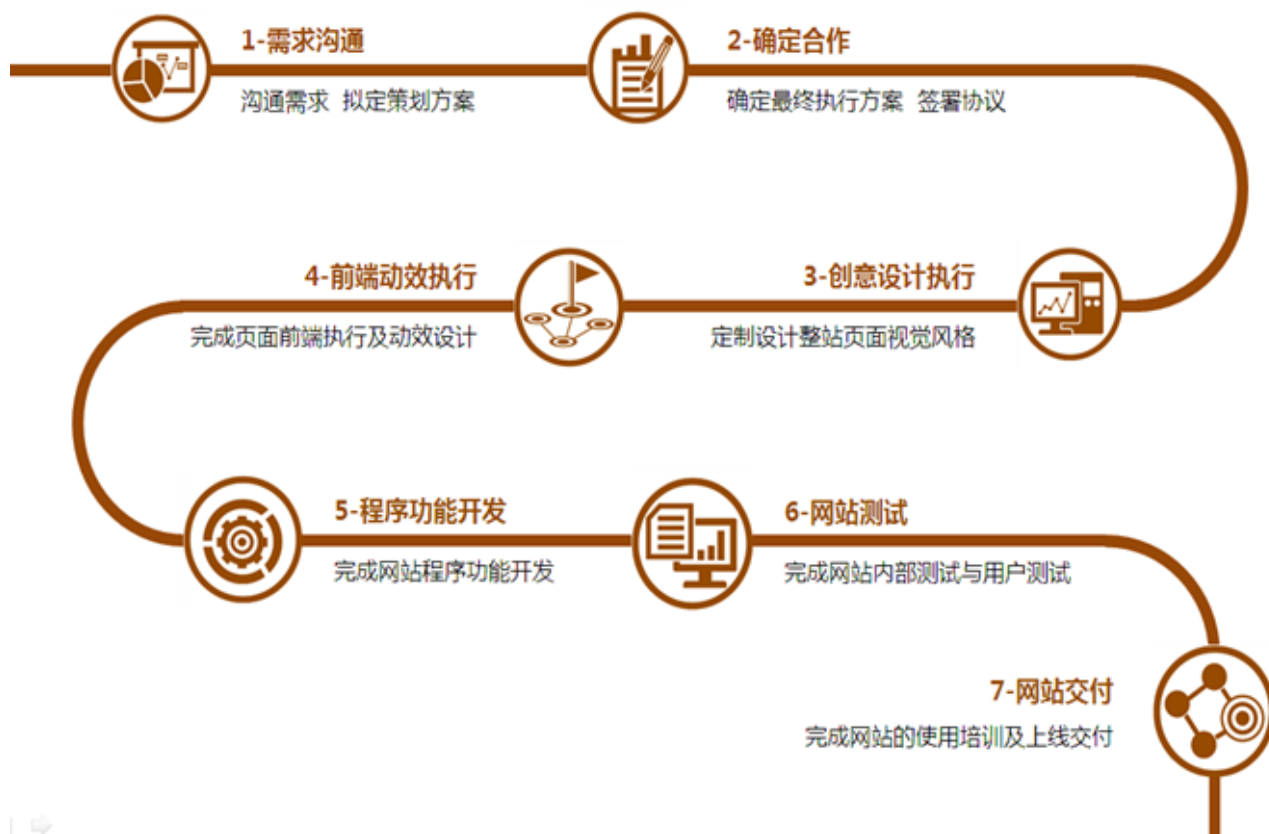 1-需求沟通
沟通需求 拟定策划方案
2-确定合作
确定最终执行方案 签署协议
3-创意设计执行
定制设计整站页面视觉风格
4-前端动效执行
完成页面前端执行及动效设计
5-程序功能开发
完成网站程序功能开发
6-网站测试
完成网站内部测试与用户测试
7-网站交付
完成网站的使用培训及上线交付